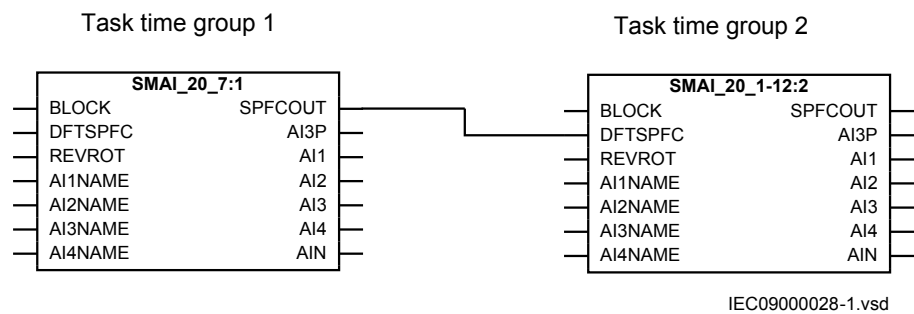 Task time group 1
Task time group 2
SMAI_20_7:1
BLOCK SPFCOUT
DFTSPFC AI3P
REVROT AI1
AI1NAME AI2
AI2NAME AI3
AI3NAME AI4
AI4NAME AIN
SMAI_20_1-12:2
BLOCK SPFCOUT
DFTSPFC AI3P
REVROT AI1
AI1NAME AI2
AI2NAME AI3
AI3NAME AI4
AI4NAME AIN
IEC09000028-1.vsd